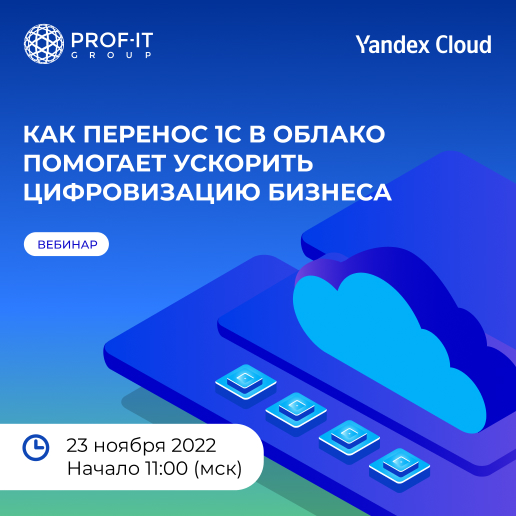 PROF-IT
GROUP
Yandex Cloud
КАК ПЕРЕНОС 1С В ОБЛАКО
ПОМОГАЕТ УСКОРИТЬ
ЦИФРОВИЗАЦИЮ БИЗНЕСА
ВЕБИНАР
23 ноября 2022
Начало 11:00 (мск)